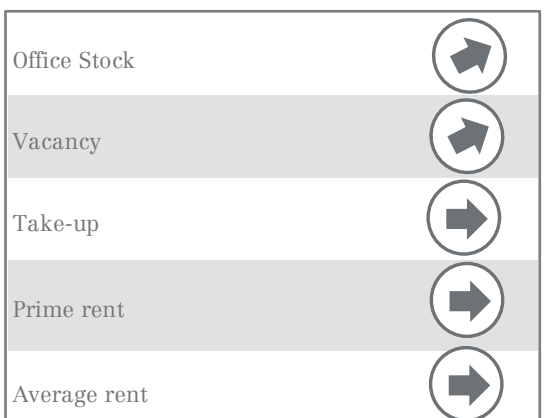 Office Stock
Vacancy
Take-up
Prime rent
Average rent